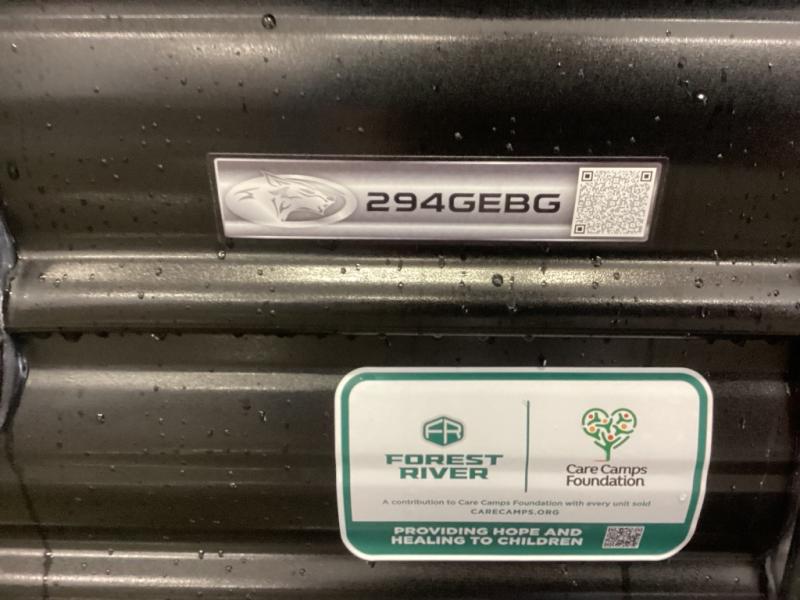 294GEBG
FR
FOREST
RIVER
Care Camps
Foundation
A contribution to Care Camps Foundation with every unit sold
CARECAMPS.ORG
PROVIDING HOPE AND
HEALING TO CHILDREN